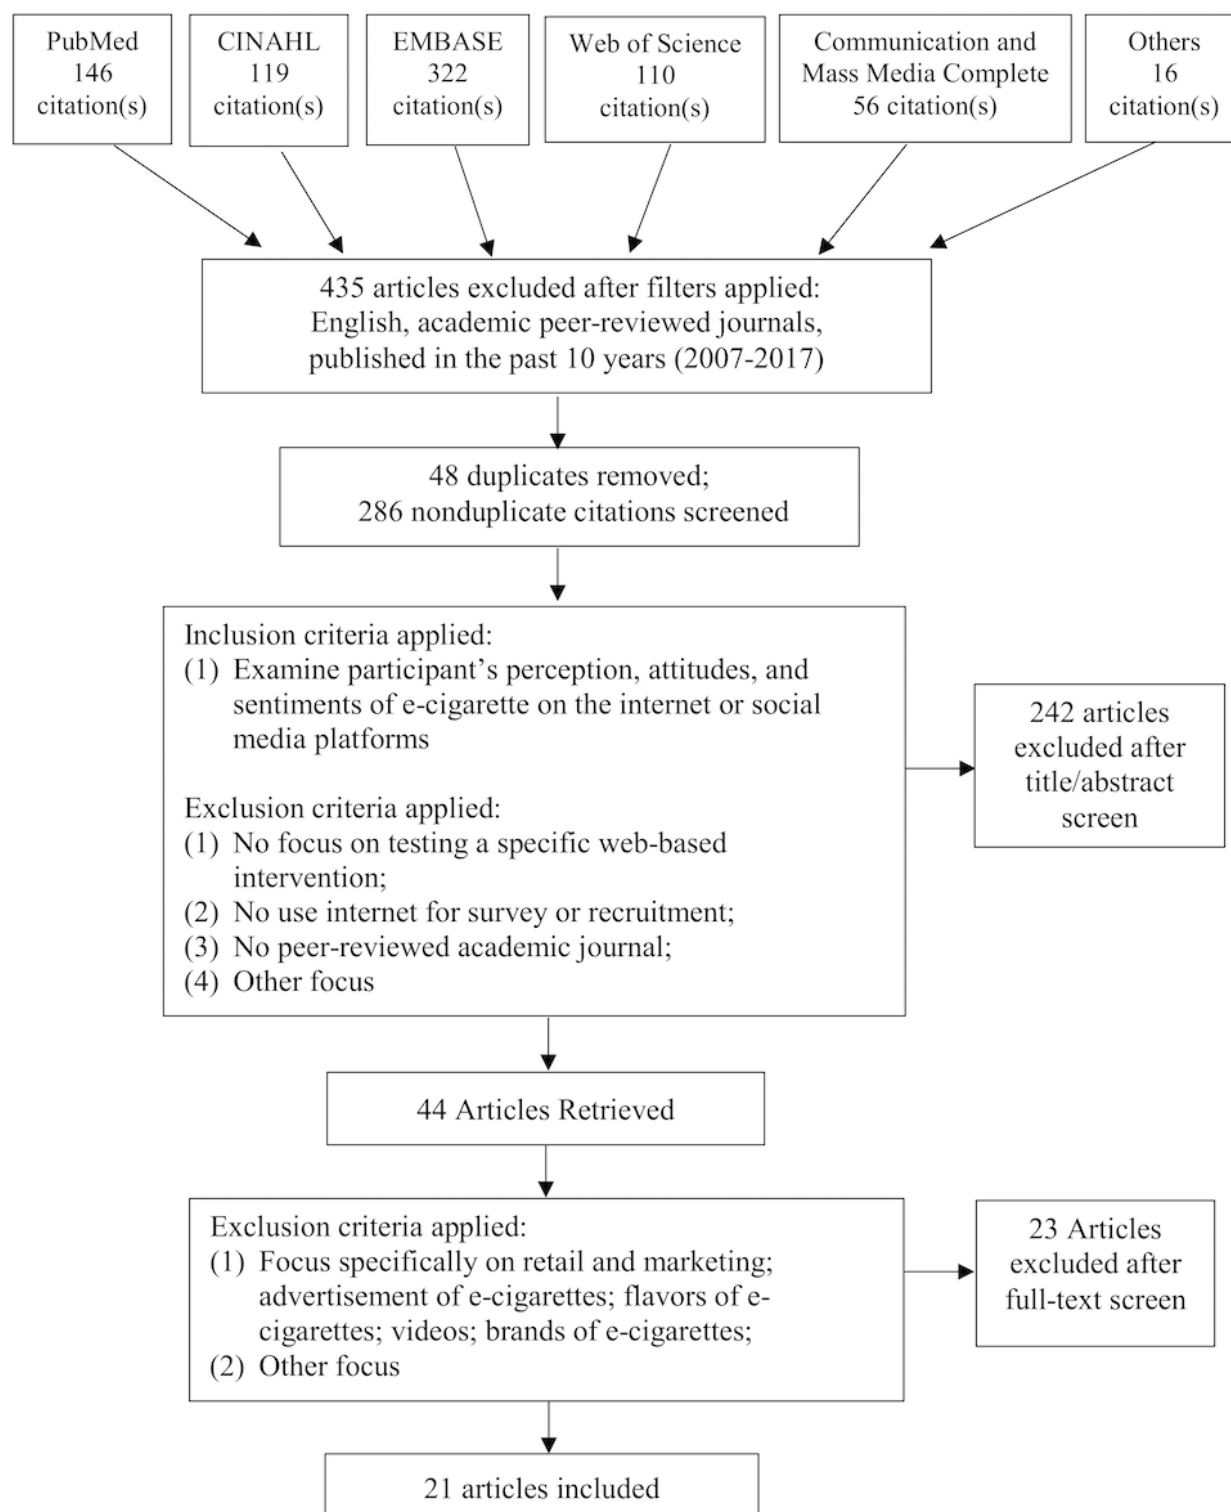 PubMed
146
citation(s)
CINAHL
119
citation(s)
EMBASE
322
citation(s)
Web of Science
110
citation(s)
Communication and
Mass Media Complete
56 citation(s)
Others
16
citation(s)
435 articles excluded after filters applied:
English, academic peer-reviewed journals,
published in the past 10 years (2007-2017)
48 duplicates removed;
286 nonduplicate citations screened
Inclusion criteria applied:
(1) Examine participant’s perception, attitudes, and
sentiments of e-cigarette on the internet or social
media platforms
Exclusion criteria applied:
(1) No focus on testing a specific web-based
intervention;
(2) No use internet for survey or recruitment;
(3) No peer-reviewed academic journal;
(4) Other focus
242 articles
excluded after
title/abstract
screen
44 Articles Retrieved
Exclusion criteria applied:
(1) Focus specifically on retail and marketing;
advertisement of e-cigarettes; flavors of e-
cigarettes; videos; brands of e-cigarettes;
(2) Other focus
23 Articles
excluded after
full-text screen
21 articles included